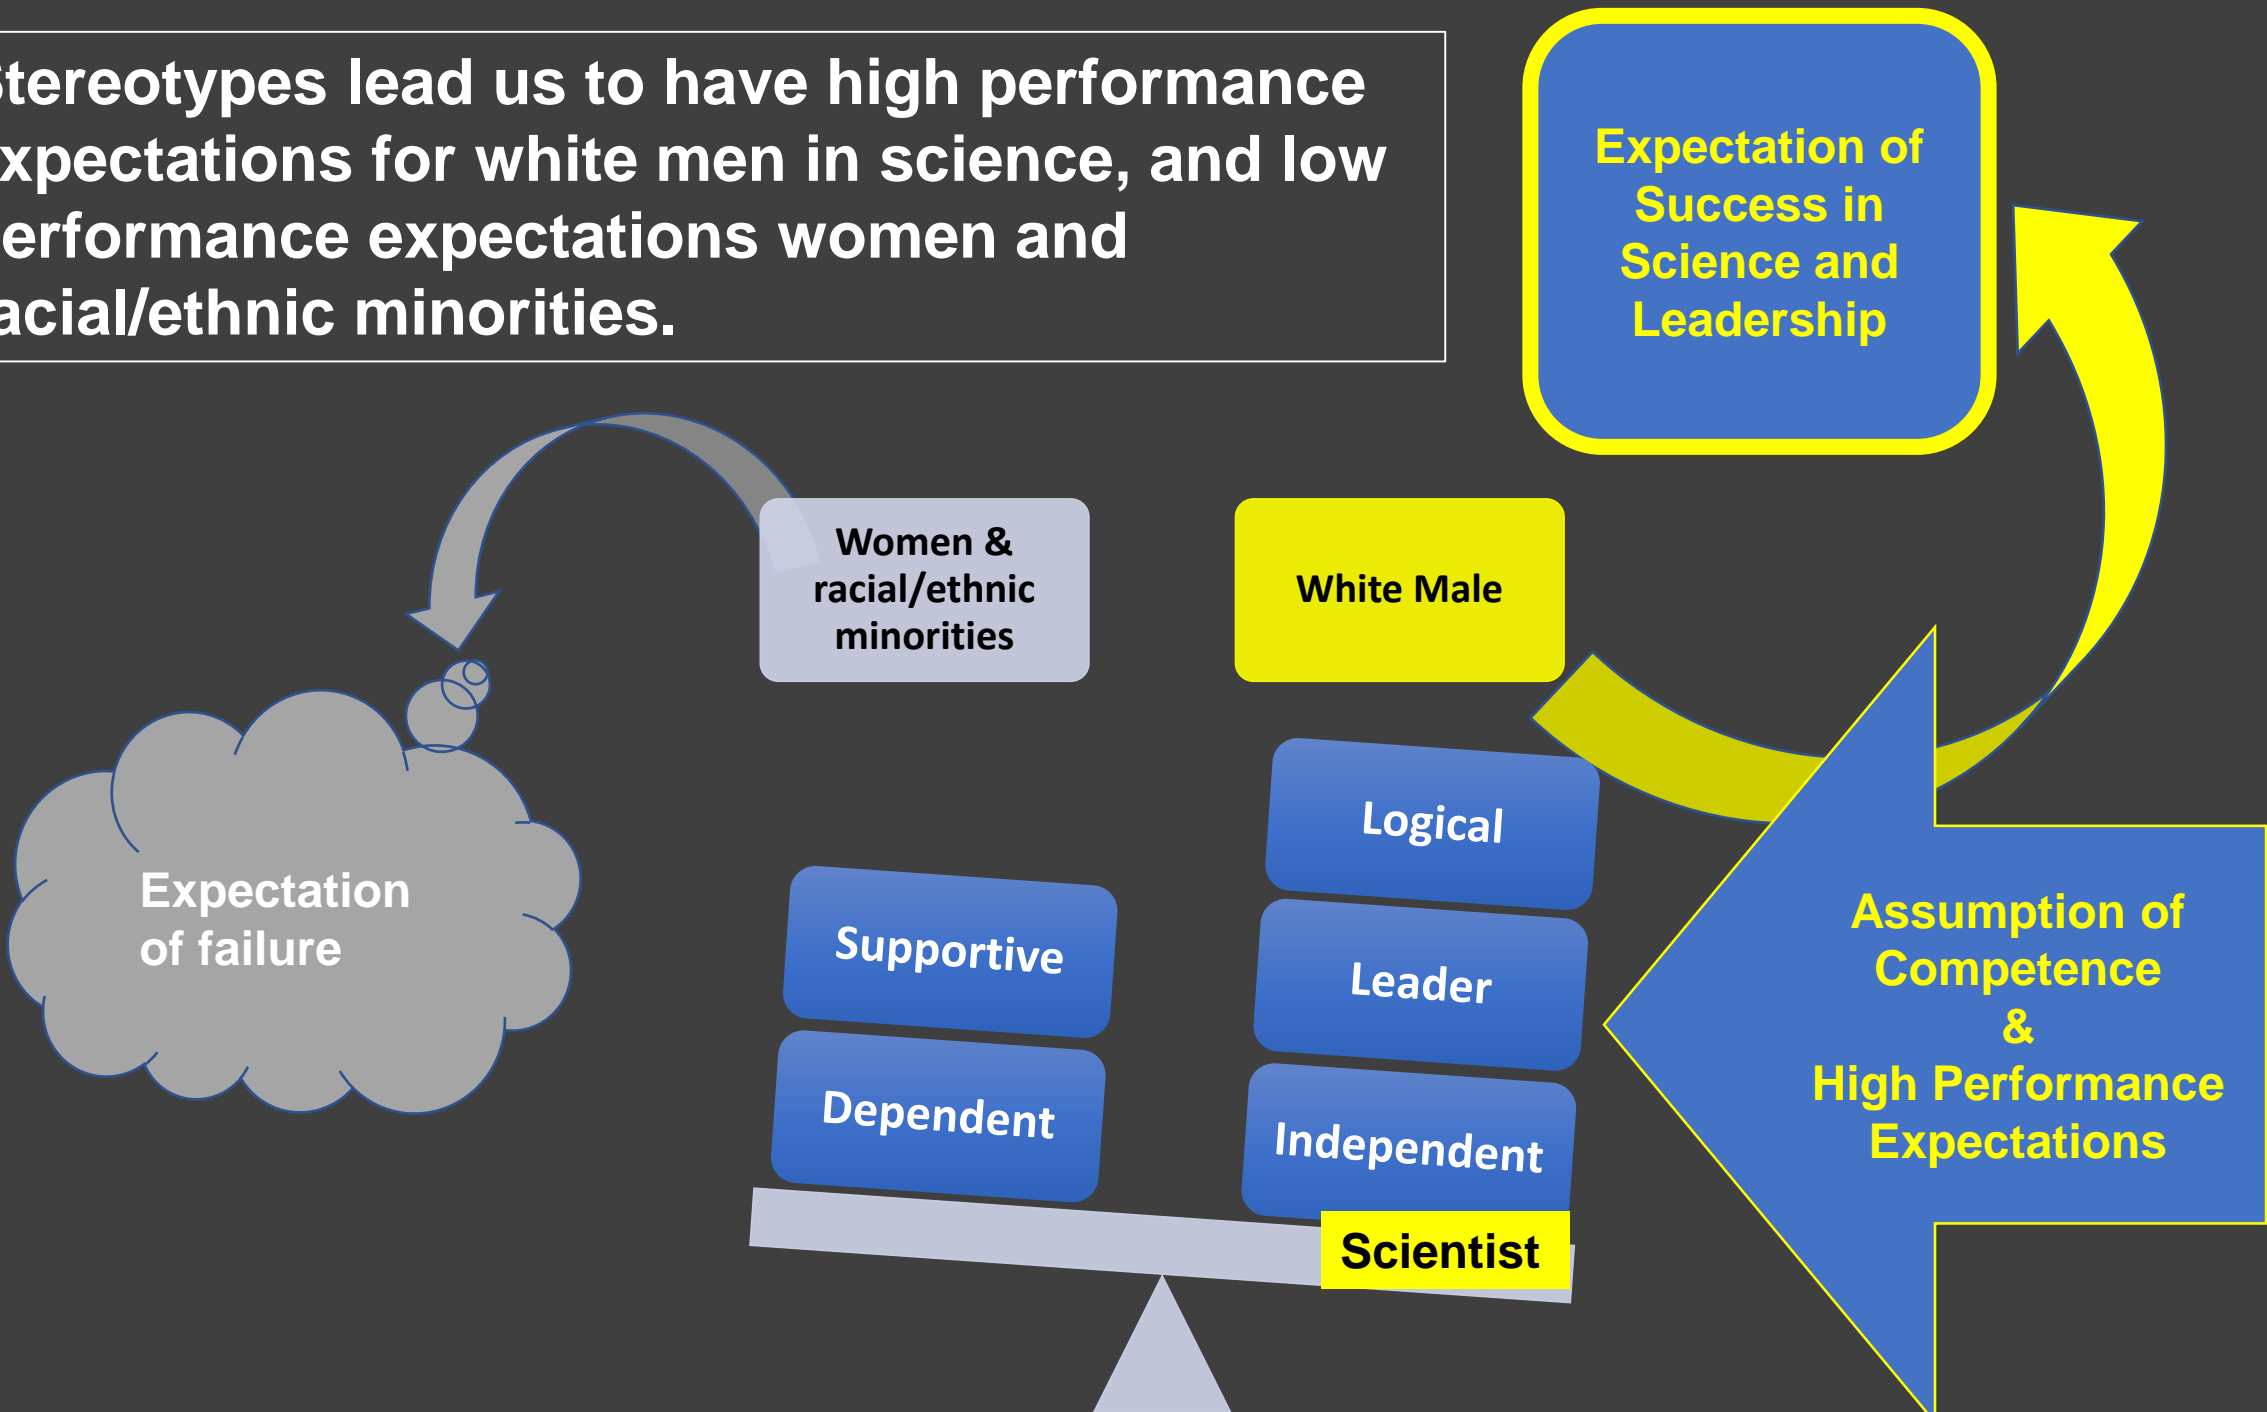 tereotypes lead us to have high performance
xpectations for white men in science, and low
erformance expectations women and
acial/ethnic minorities.
Expectation of
Success in
Science and
Leadership
Women &
racial/ethnic
minorities
White Male
Expectation
of failure
Supportive
Dependent
Logical
Leader
Independent
Scientist
Assumption of
Competence
&
High Performance
Expectations